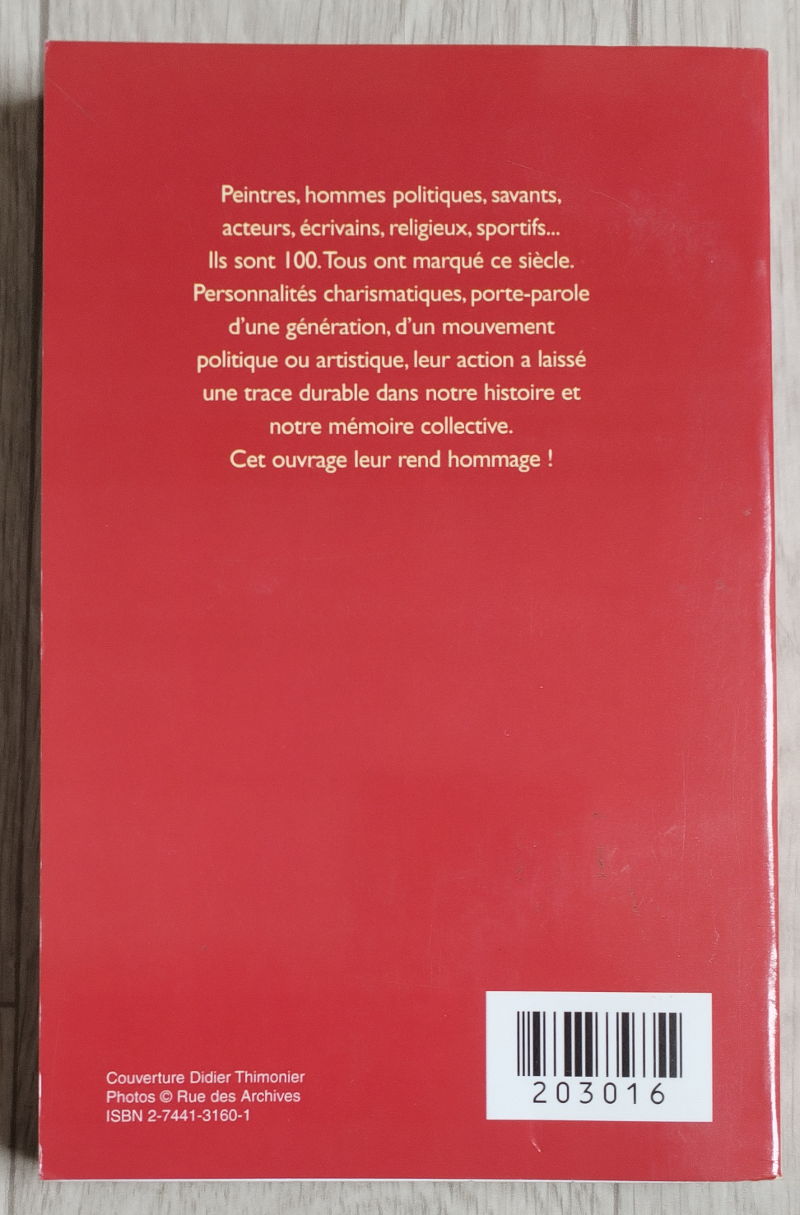 Peintres, hommes politiques, savants,
acteurs, écrivains, religieux, sportifs...
Ils sont 100. Tous ont marqué ce siècle.
Personnalités charismatiques, porte-parole
d'une génération, d'un mouvement
politique ou artistique, leur action a laissé
une trace durable dans notre histoire et
notre mémoire collective.
Cet ouvrage leur rend hommage !
Couverture Didier Thimonier
Photos © Rue des Archives
ISBN 2-7441-3160-1
203016